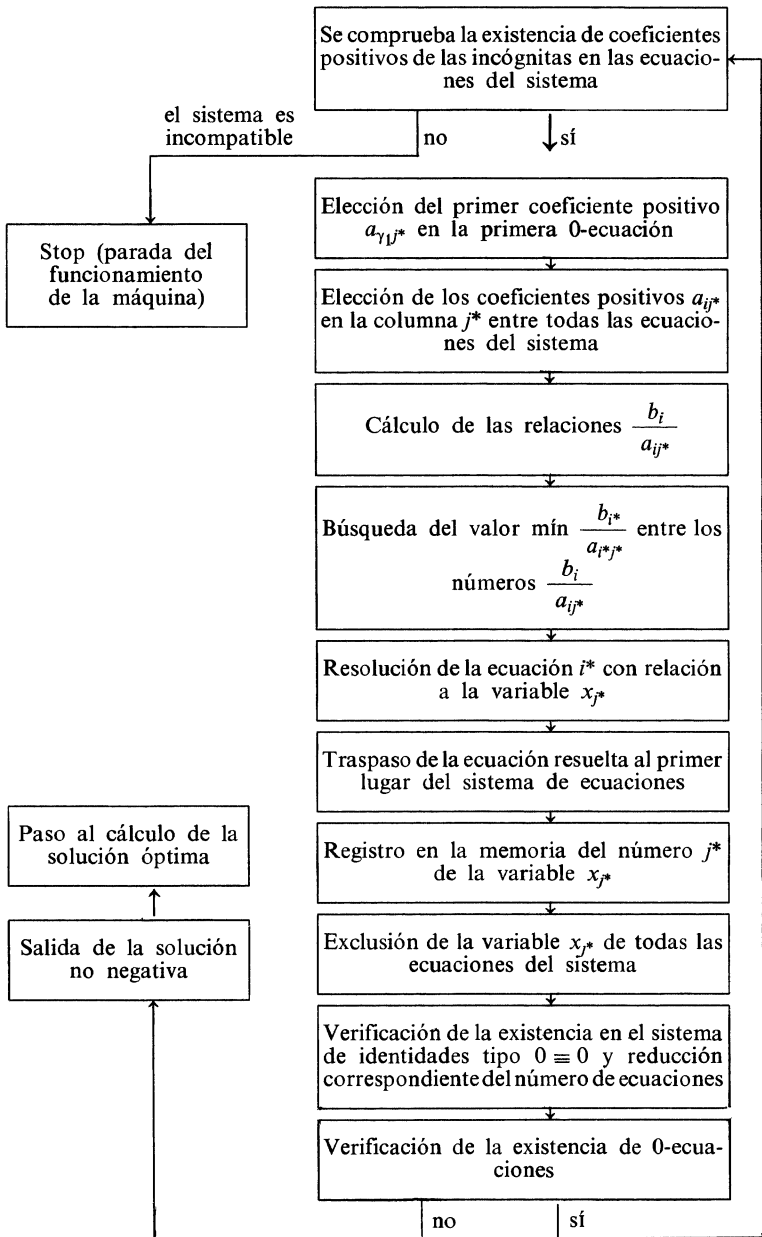 Se comprueba la existencia de coeficientes
positivos de las incógnitas en las ecuacio-
nes del sistema
el sistema es
incompatible
no
sí
Stop (parada del
funcionamiento
de la máquina)
Elección del primer coeficiente positivo
a_{γ₁j*} en la primera 0-ecuación
Elección de los coeficientes positivos a_{ij*}
en la columna j* entre todas las ecuacio-
nes del sistema
Cálculo de las relaciones b_i / a_{ij*}
Búsqueda del valor mín b_{i*} / a_{i*j*} entre los
números b_i / a_{ij*}
Resolución de la ecuación i* con relación
a la variable x_{j*}
Traspaso de la ecuación resuelta al primer
lugar del sistema de ecuaciones
Registro en la memoria del número j*
de la variable x_{j*}
Exclusión de la variable x_{j*} de todas las
ecuaciones del sistema
Verificación de la existencia en el sistema
de identidades tipo 0 ≡ 0 y reducción
correspondiente del número de ecuaciones
Verificación de la existencia de 0-ecua-
ciones
no
sí
Salida de la solución
no negativa
Paso al cálculo de la
solución óptima